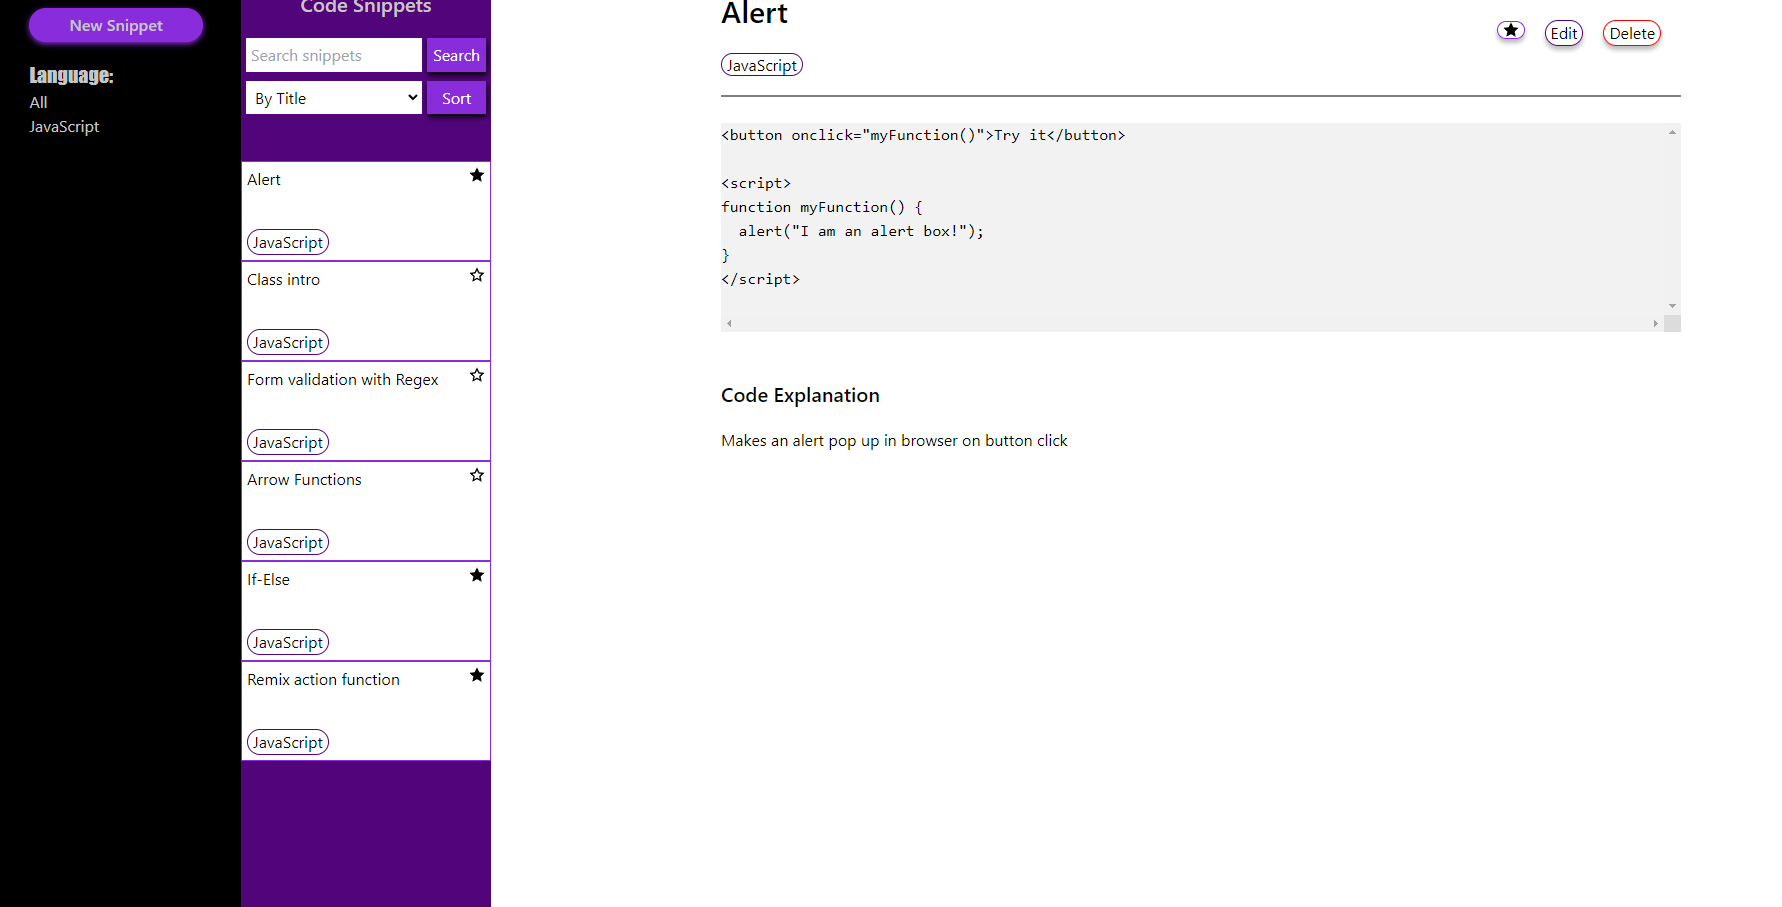 New Snippet
Language:
All
JavaScript
Code Snippets
Search snippets
Search
By Title
Sort
Alert
JavaScript
Class intro
JavaScript
Form validation with Regex
JavaScript
Arrow Functions
JavaScript
If-Else
JavaScript
Remix action function
JavaScript
Alert
Edit
Delete
JavaScript
<button onclick="myFunction()">Try it</button>
<script>
function myFunction() {
  alert("I am an alert box!");
}
</script>
Code Explanation
Makes an alert pop up in browser on button click